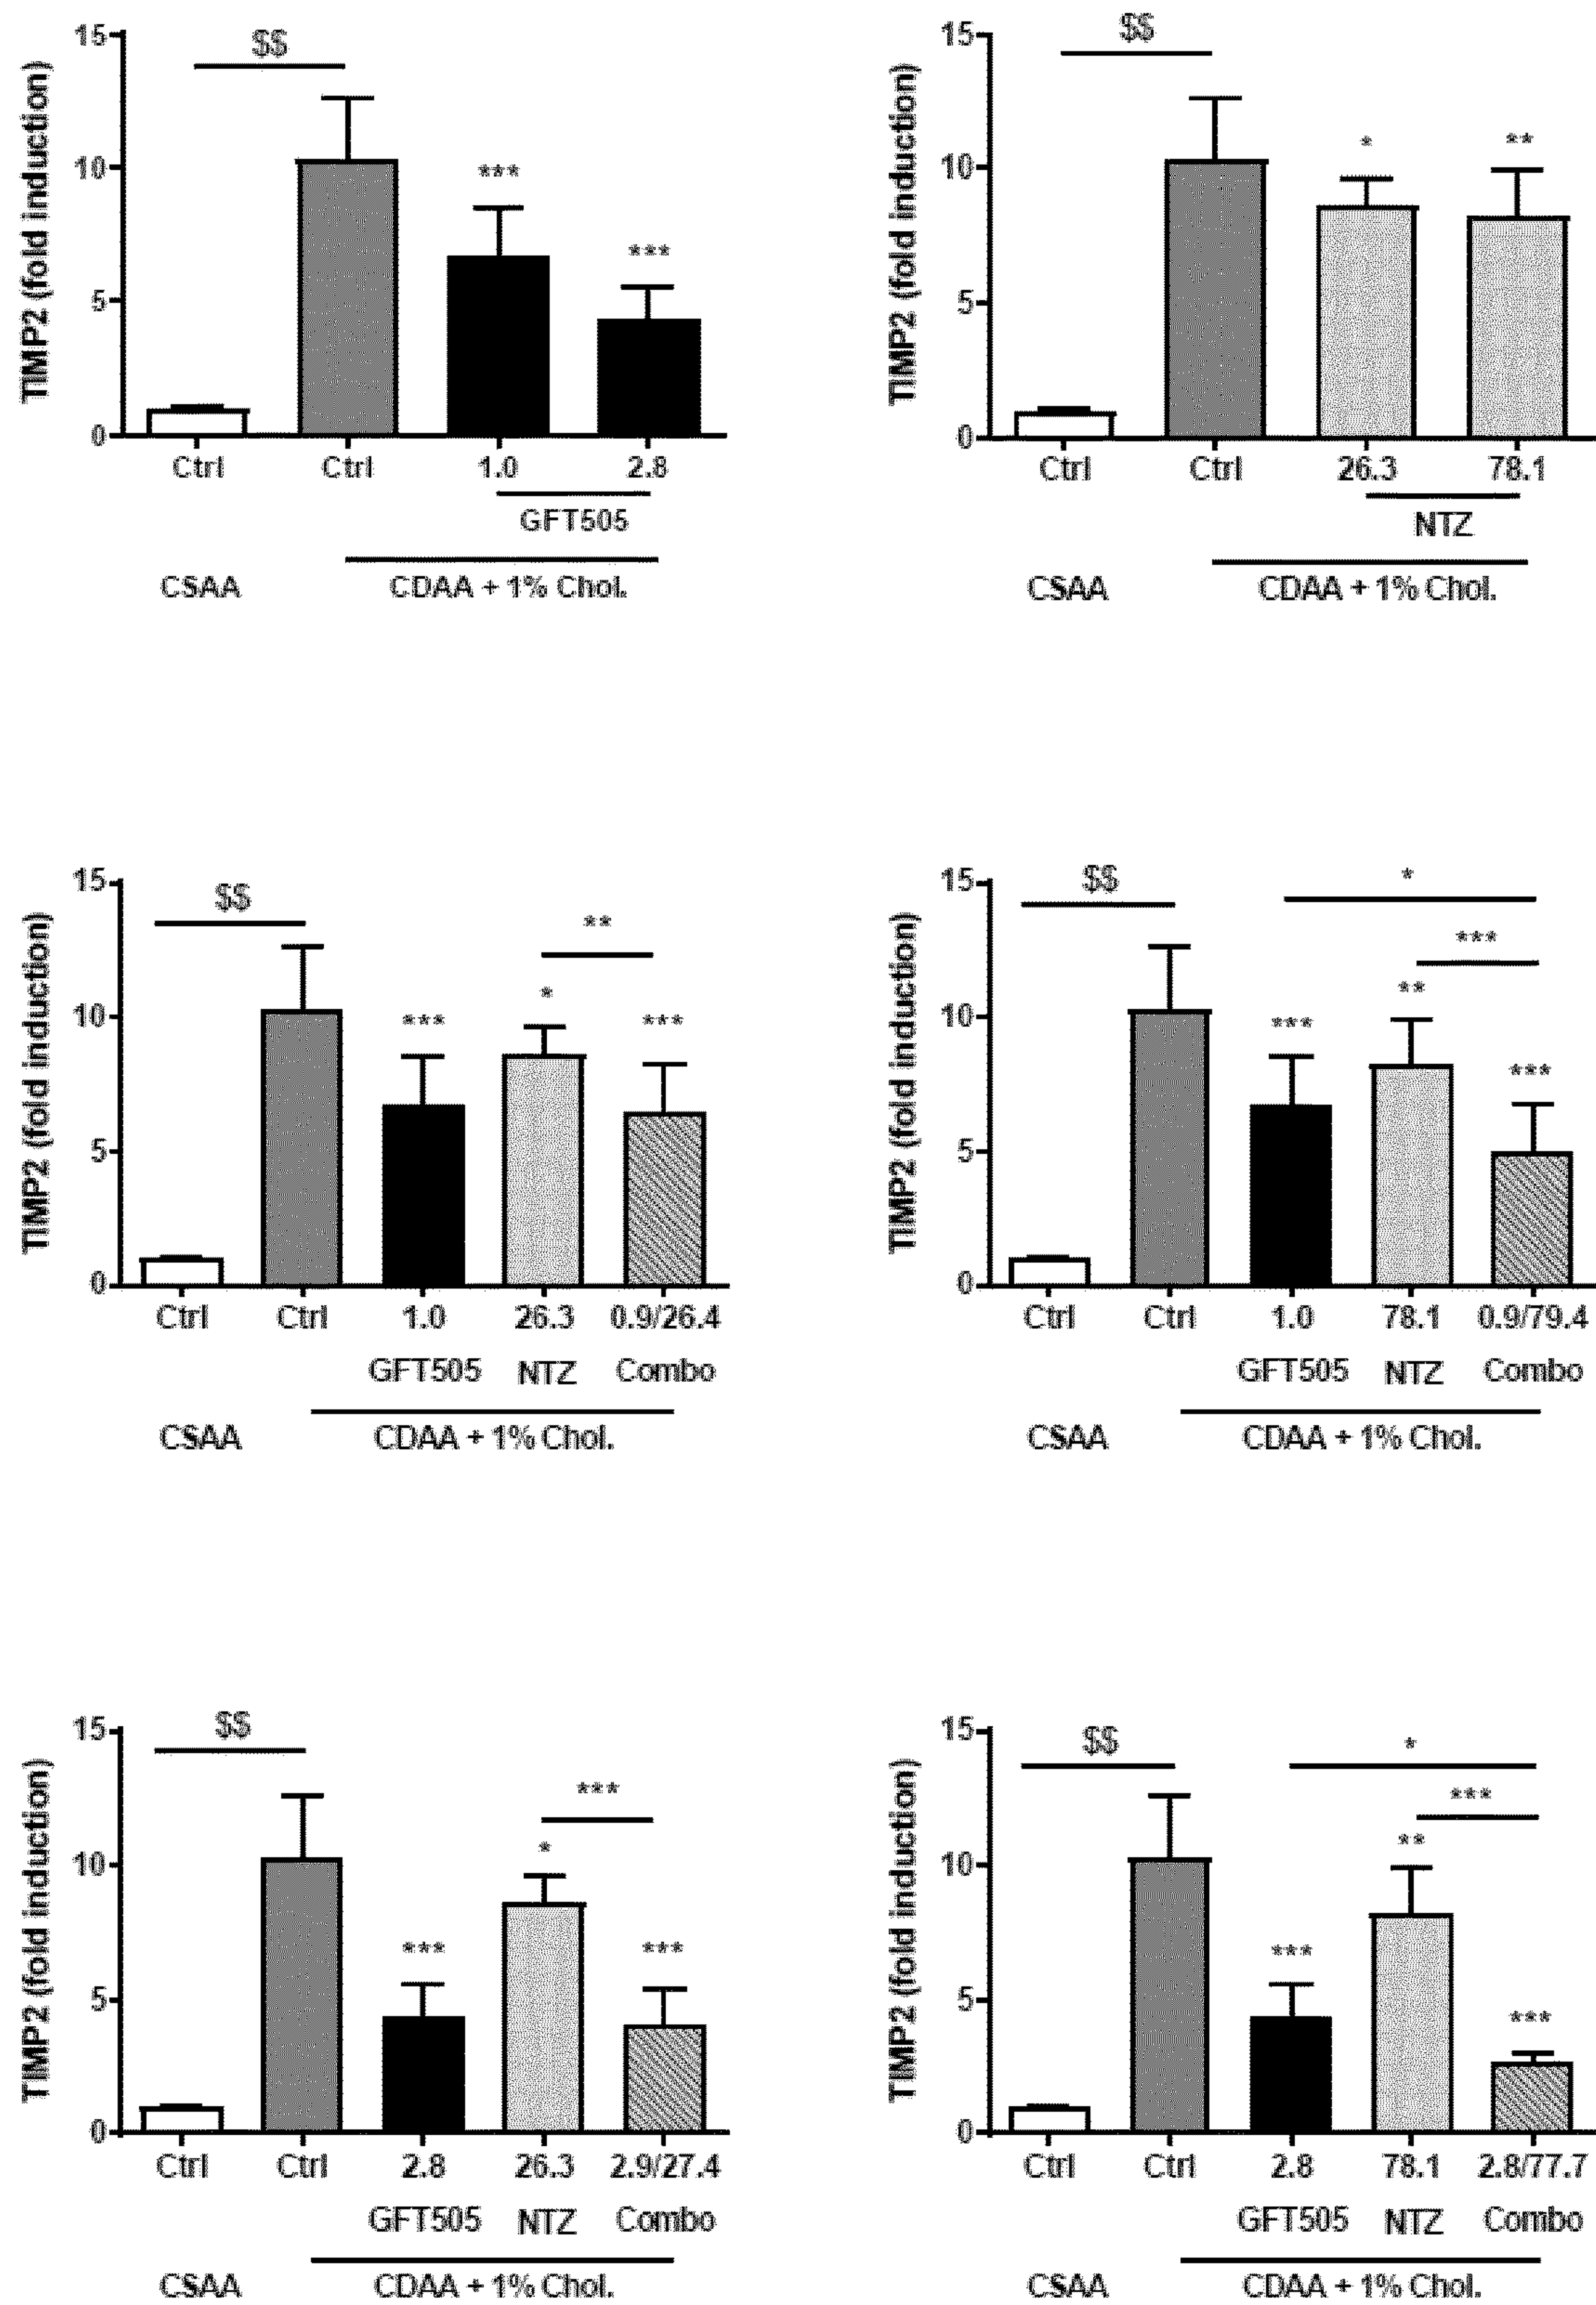 TIMP2 (fold induction)
15
10
5
0
$$
***
***
Ctrl Ctrl 1.0 2.8
GFT505
CSAA CDAA + 1% Chol.
TIMP2 (fold induction)
15
10
5
0
$$
*
**
Ctrl Ctrl 26.3 78.1
NTZ
CSAA CDAA + 1% Chol.
TIMP2 (fold induction)
15
10
5
0
$$
**
*
*** ***
Ctrl Ctrl 1.0 26.3 0.9/26.4
GFT505 NTZ Combo
CSAA CDAA + 1% Chol.
TIMP2 (fold induction)
15
10
5
0
$$
*
***
**
***
***
Ctrl Ctrl 1.0 78.1 0.9/79.4
GFT505 NTZ Combo
CSAA CDAA + 1% Chol.
TIMP2 (fold induction)
15
10
5
0
$$
***
*
*** ***
Ctrl Ctrl 2.8 26.3 2.9/27.4
GFT505 NTZ Combo
CSAA CDAA + 1% Chol.
TIMP2 (fold induction)
15
10
5
0
$$
*
***
**
***
***
Ctrl Ctrl 2.8 78.1 2.8/77.7
GFT505 NTZ Combo
CSAA CDAA + 1% Chol.